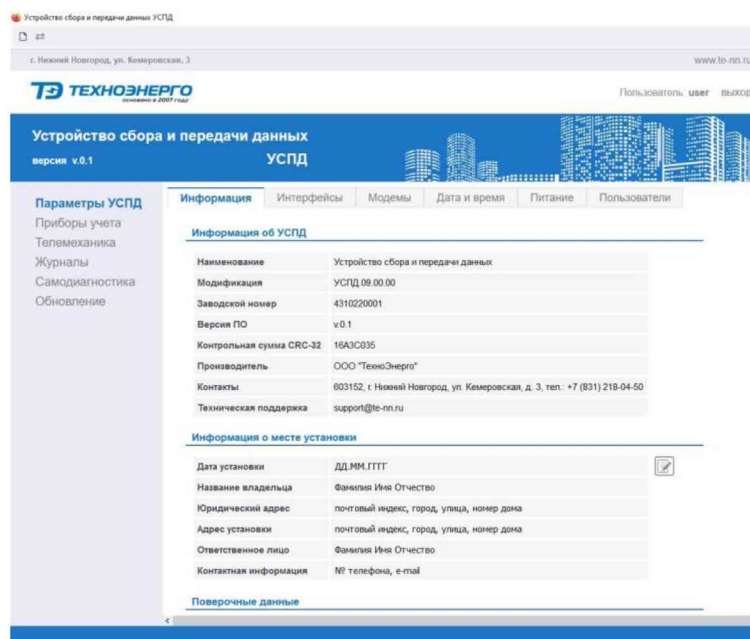 Устройство сбора и передачи данных УСПД
г. Нижний Новгород, ул. Кемеровская, 3
www.te-nn.ru
ТЭ ТЕХНОЭНЕРГО
основано в 2007 году
Пользователь user выход
Устройство сбора и передачи данных
версия v.0.1 УСПД
Параметры УСПД
Приборы учета
Телемеханика
Журналы
Самодиагностика
Обновление
Информация Интерфейсы Модемы Дата и время Питание Пользователи
Информация об УСПД
Наименование Устройство сбора и передачи данных
Модификация УСПД.09.00.00
Заводской номер 4310220001
Версия ПО v.0.1
Контрольная сумма CRC-32 16A3C035
Производитель ООО "ТехноЭнерго"
Контакты 603152, г. Нижний Новгород, ул. Кемеровская, д. 3, тел.: +7 (831) 218-04-50
Техническая поддержка support@te-nn.ru
Информация о месте установки
Дата установки ДД.ММ.ГГГГ
Название владельца Фамилия Имя Отчество
Юридический адрес почтовый индекс, город, улица, номер дома
Адрес установки почтовый индекс, город, улица, номер дома
Ответственное лицо Фамилия Имя Отчество
Контактная информация № телефона, e-mail
Поверочные данные